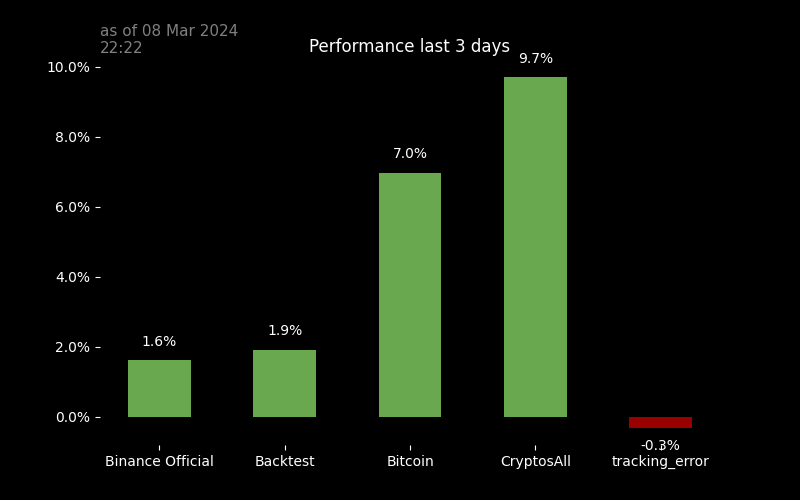 as of 08 Mar 2024
22:22
Performance last 3 days
10.0%
8.0%
6.0%
4.0%
2.0%
0.0%
1.6%
1.9%
7.0%
9.7%
-0.3%
Binance Official
Backtest
Bitcoin
CryptosAll
tracking_error